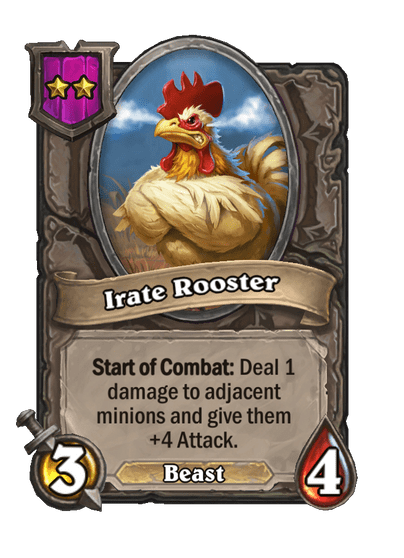 Irate Rooster
Start of Combat: Deal 1
damage to adjacent
minions and give them
+4 Attack.
3
Beast
4